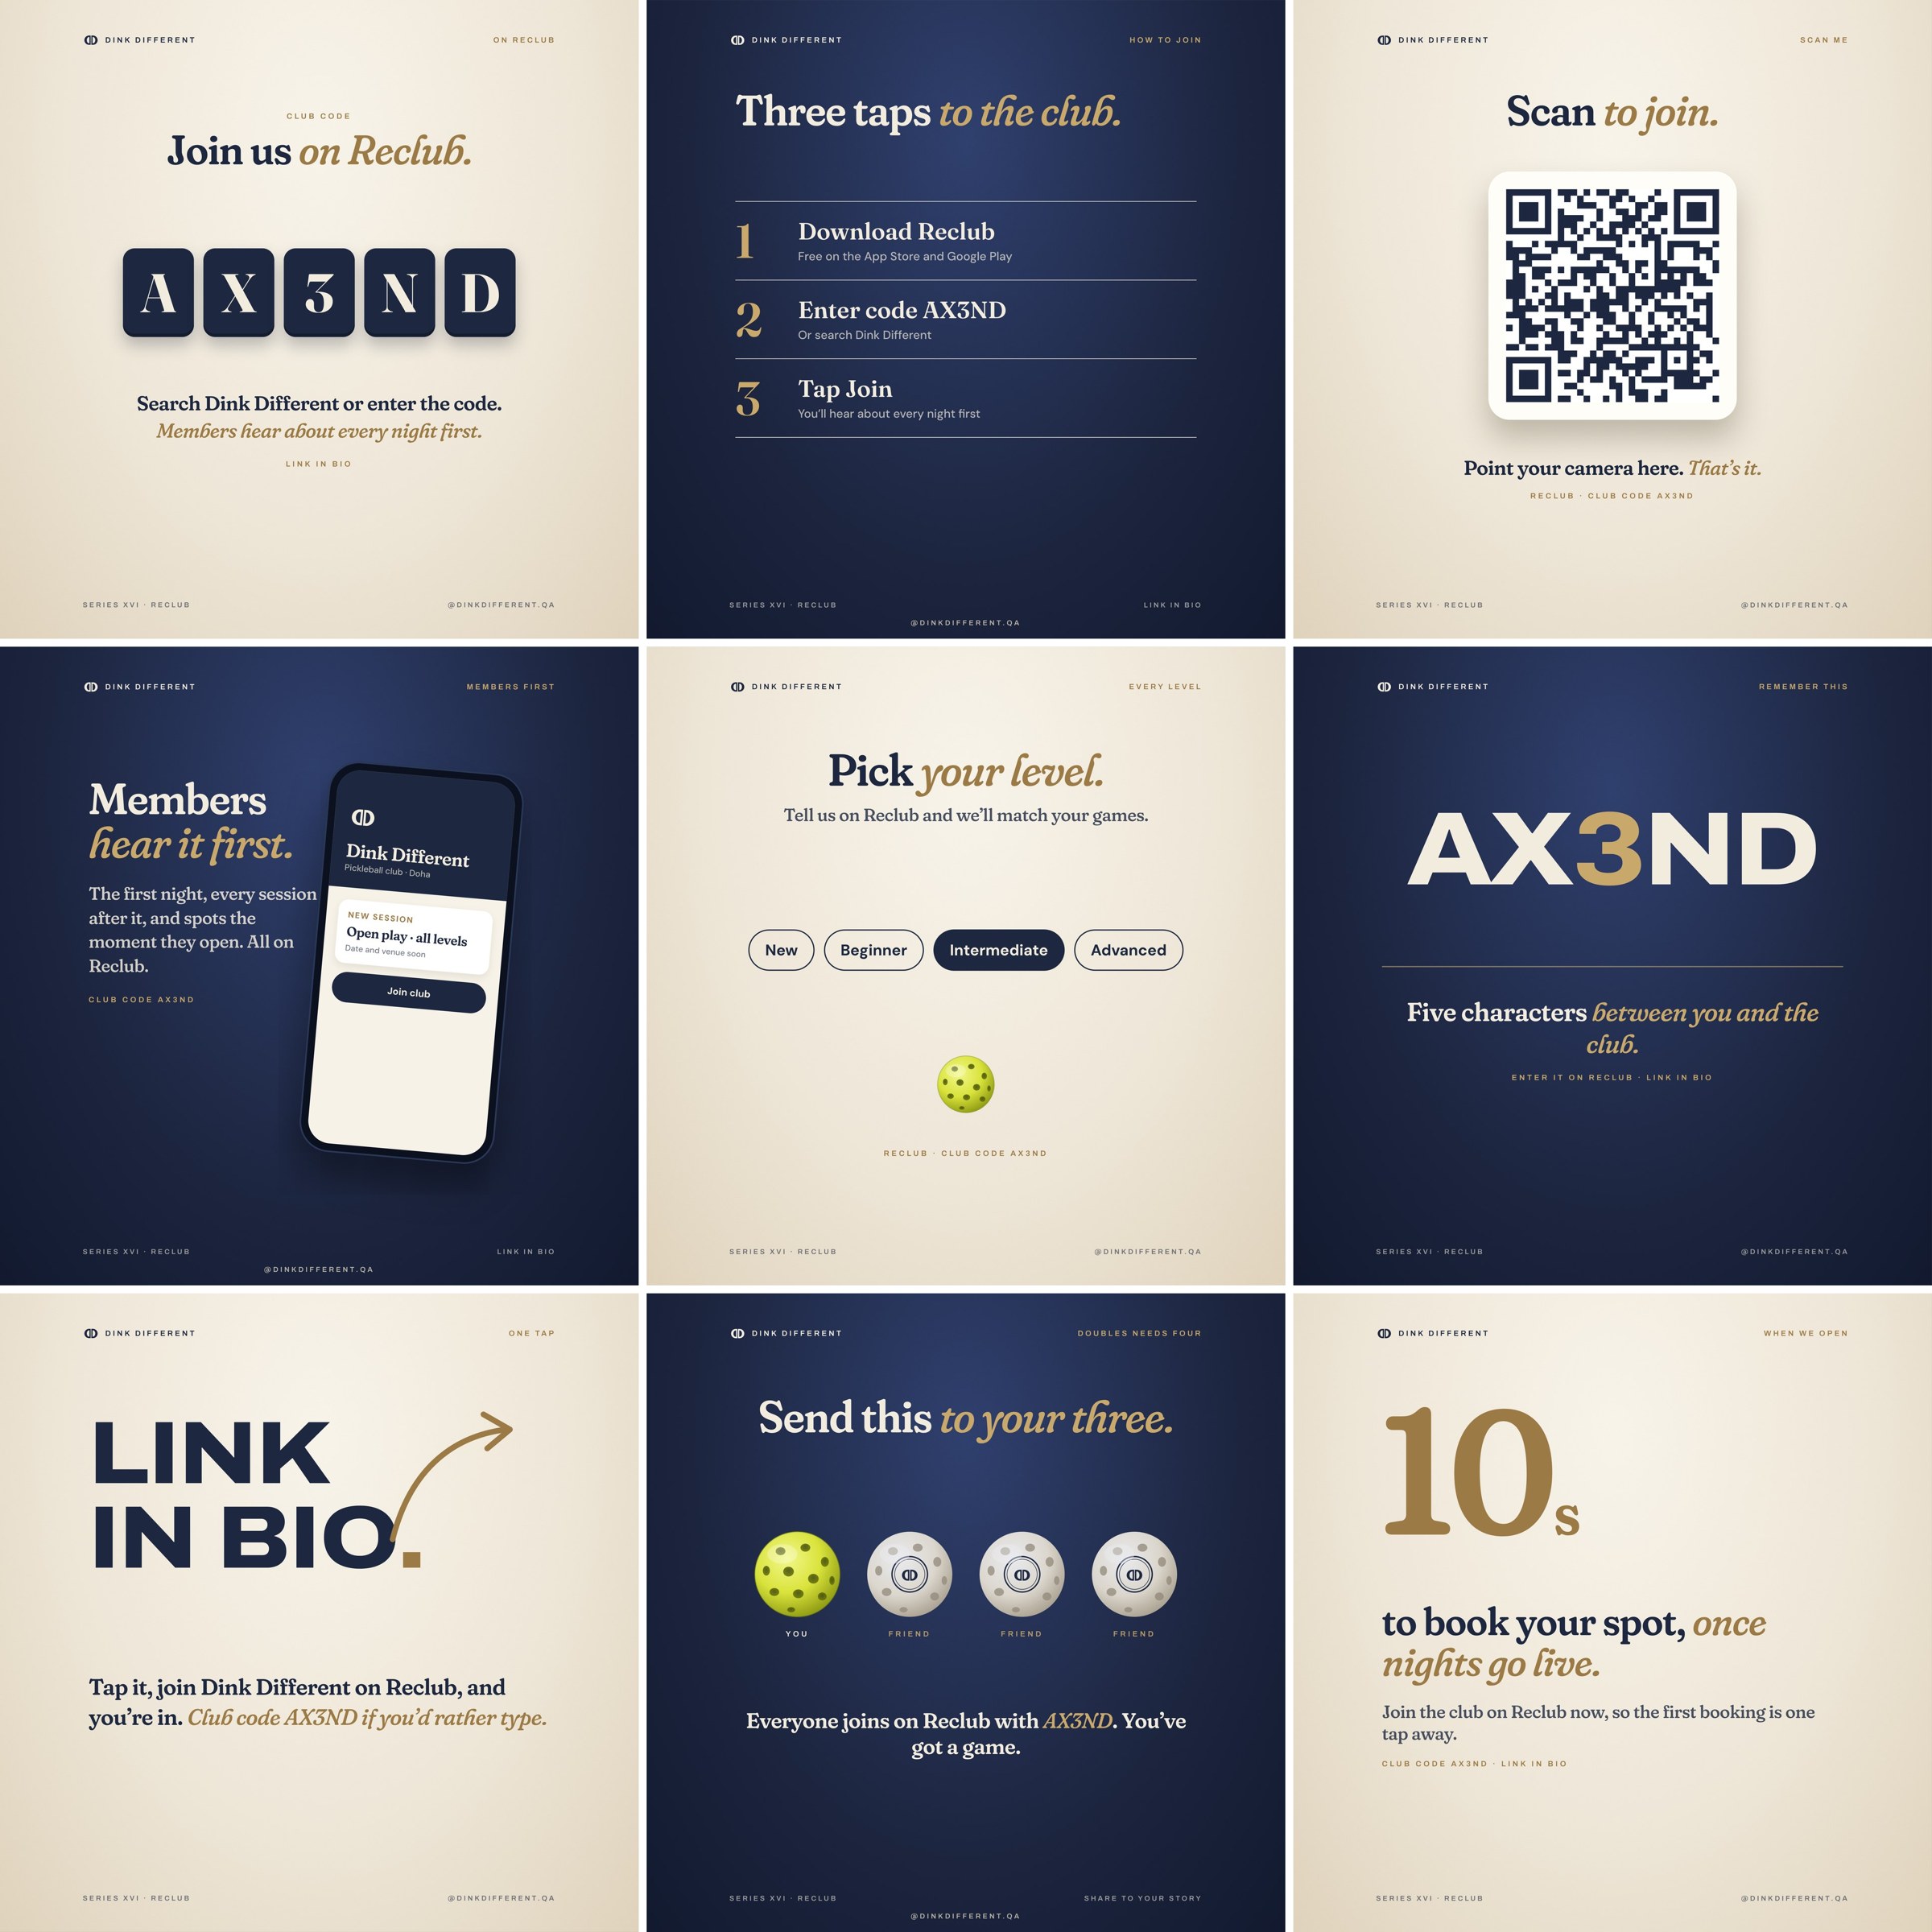 DINK DIFFERENT
ON RECLUB
CLUB CODE
Join us on Reclub.
A X 3 N D
Search Dink Different or enter the code.
Members hear about every night first.
LINK IN BIO
SERIES XVI · RECLUB
@DINKDIFFERENT.QA
DINK DIFFERENT
HOW TO JOIN
Three taps to the club.
1
Download Reclub
Free on the App Store and Google Play
2
Enter code AX3ND
Or search Dink Different
3
Tap Join
You’ll hear about every night first
SERIES XVI · RECLUB
LINK IN BIO
@DINKDIFFERENT.QA
DINK DIFFERENT
SCAN ME
Scan to join.
Point your camera here. That’s it.
RECLUB · CLUB CODE AX3ND
SERIES XVI · RECLUB
@DINKDIFFERENT.QA
DINK DIFFERENT
MEMBERS FIRST
Members
hear it first.
The first night, every session
after it, and spots the
moment they open. All on
Reclub.
CLUB CODE AX3ND
Dink Different
Pickleball club · Doha
NEW SESSION
Open play · all levels
Date and venue soon
Join club
SERIES XVI · RECLUB
LINK IN BIO
@DINKDIFFERENT.QA
DINK DIFFERENT
EVERY LEVEL
Pick your level.
Tell us on Reclub and we’ll match your games.
New
Beginner
Intermediate
Advanced
RECLUB · CLUB CODE AX3ND
SERIES XVI · RECLUB
@DINKDIFFERENT.QA
DINK DIFFERENT
REMEMBER THIS
AX3ND
Five characters between you and the
club.
ENTER IT ON RECLUB · LINK IN BIO
SERIES XVI · RECLUB
@DINKDIFFERENT.QA
DINK DIFFERENT
ONE TAP
LINK
IN BIO.
Tap it, join Dink Different on Reclub, and
you’re in. Club code AX3ND if you’d rather type.
SERIES XVI · RECLUB
@DINKDIFFERENT.QA
DINK DIFFERENT
DOUBLES NEEDS FOUR
Send this to your three.
YOU
FRIEND
FRIEND
FRIEND
Everyone joins on Reclub with AX3ND. You’ve
got a game.
SERIES XVI · RECLUB
SHARE TO YOUR STORY
@DINKDIFFERENT.QA
DINK DIFFERENT
WHEN WE OPEN
10s
to book your spot, once
nights go live.
Join the club on Reclub now, so the first booking is one
tap away.
CLUB CODE AX3ND · LINK IN BIO
SERIES XVI · RECLUB
@DINKDIFFERENT.QA